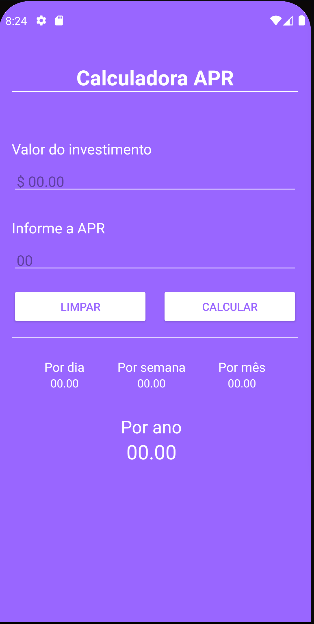 8:24
Calculadora APR
Valor do investimento
$ 00.00
Informe a APR
00
LIMPAR CALCULAR
Por dia Por semana Por mês
00.00 00.00 00.00
Por ano
00.00